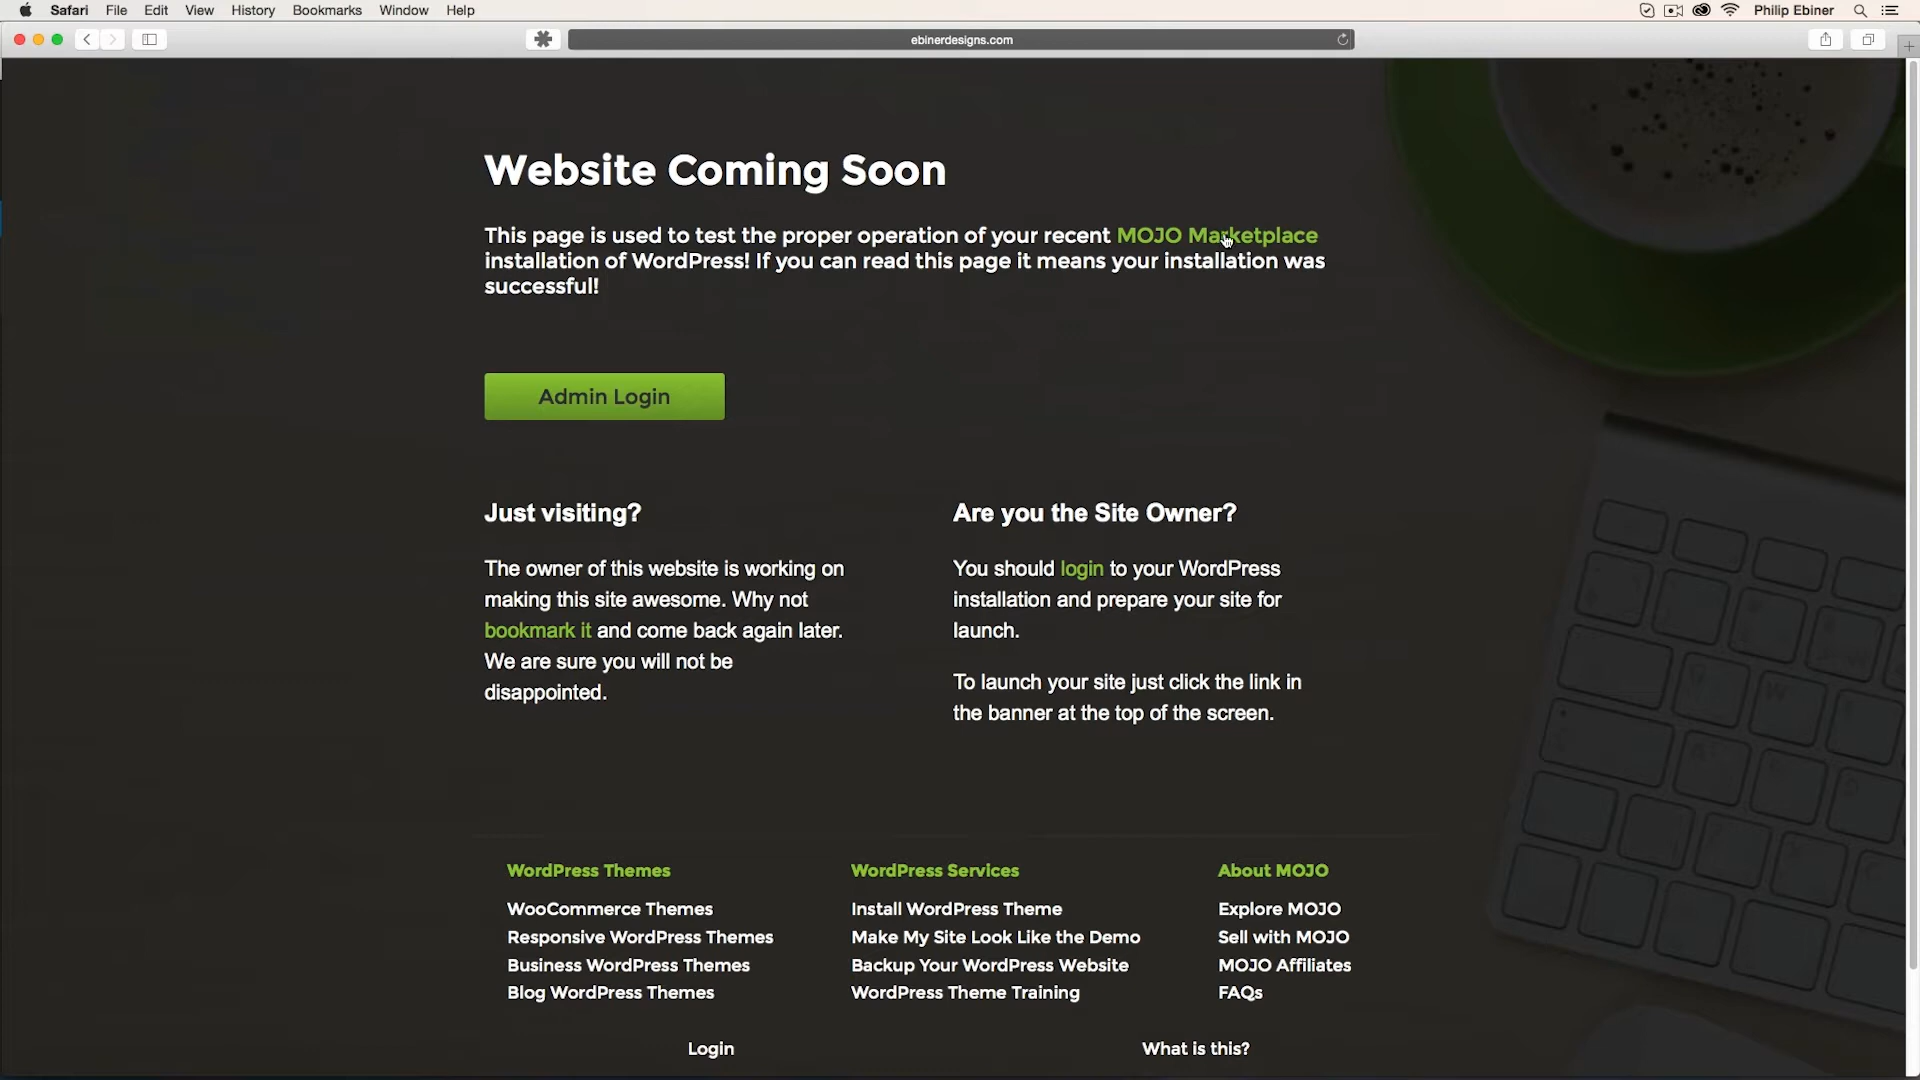 Safari File Edit View History Bookmarks Window Help Philip Ebiner
ebinerdesigns.com
Website Coming Soon
This page is used to test the proper operation of your recent MOJO Marketplace
installation of WordPress! If you can read this page it means your installation was
successful!
Admin Login
Just visiting?
The owner of this website is working on
making this site awesome. Why not
bookmark it and come back again later.
We are sure you will not be
disappointed.
Are you the Site Owner?
You should login to your WordPress
installation and prepare your site for
launch.
To launch your site just click the link in
the banner at the top of the screen.
WordPress Themes
WooCommerce Themes
Responsive WordPress Themes
Business WordPress Themes
Blog WordPress Themes
WordPress Services
Install WordPress Theme
Make My Site Look Like the Demo
Backup Your WordPress Website
WordPress Theme Training
About MOJO
Explore MOJO
Sell with MOJO
MOJO Affiliates
FAQs
Login
What is this?